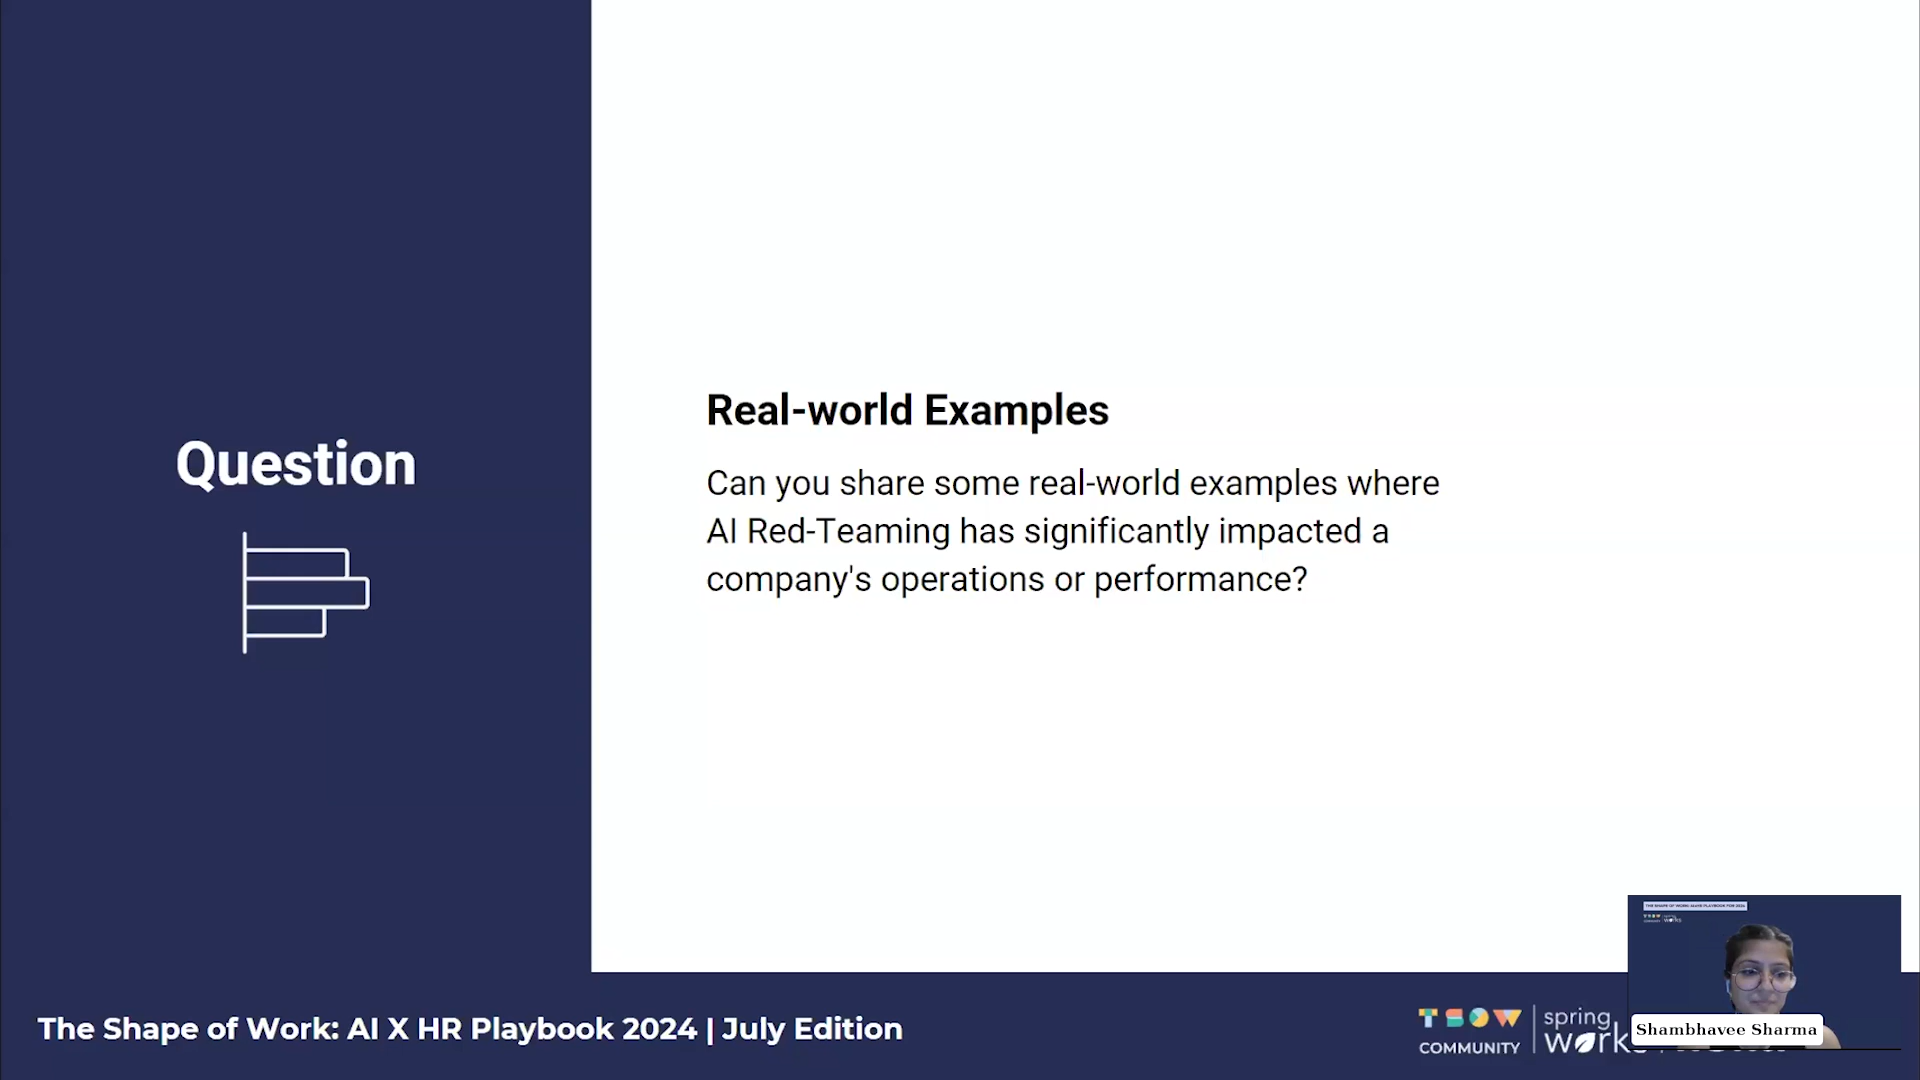 Question
Real-world Examples
Can you share some real-world examples where
AI Red-Teaming has significantly impacted a
company's operations or performance?
The Shape of Work: AI X HR Playbook 2024 | July Edition
TSOW
COMMUNITY
spring
works
Shambhavee Sharma